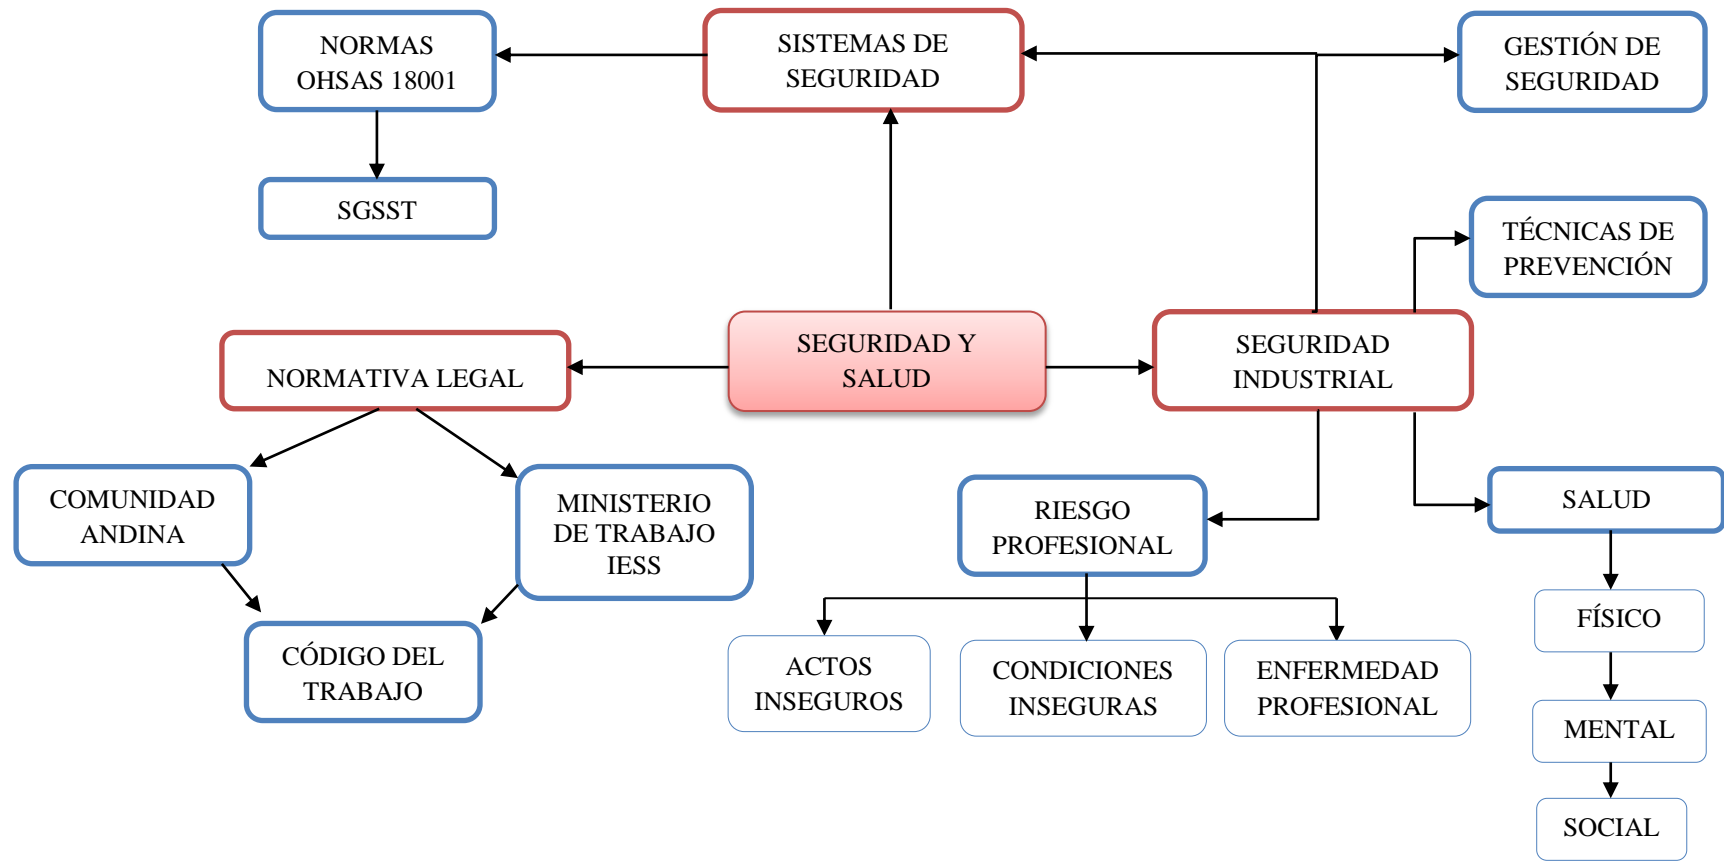 NORMAS
OHSAS 18001
SISTEMAS DE
SEGURIDAD
GESTIÓN DE
SEGURIDAD
SGSST
TÉCNICAS DE
PREVENCIÓN
SEGURIDAD Y
SALUD
SEGURIDAD
INDUSTRIAL
NORMATIVA LEGAL
COMUNIDAD
ANDINA
MINISTERIO
DE TRABAJO
IESS
RIESGO
PROFESIONAL
SALUD
CÓDIGO DEL
TRABAJO
ACTOS
INSEGUROS
CONDICIONES
INSEGURAS
ENFERMEDAD
PROFESIONAL
FÍSICO
MENTAL
SOCIAL